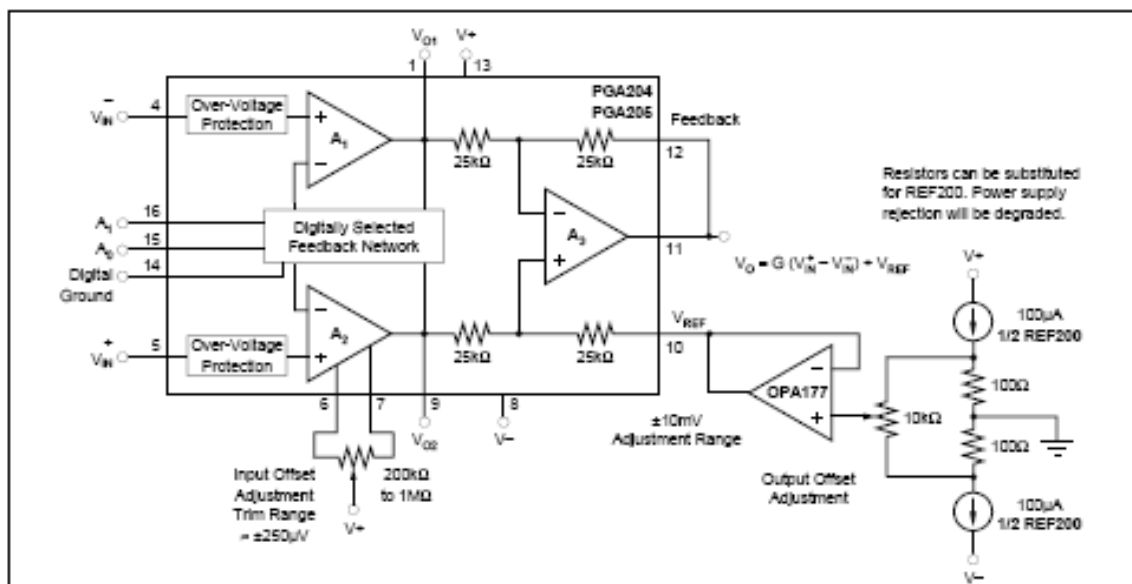 V_O1
V+
1
13
PGA204
PGA205
V_IN^–
4
Over-Voltage
Protection
+
A_1
–
25kΩ
25kΩ
Feedback
12
A_1
16
A_0
15
Digital
Ground
14
Digitally Selected
Feedback Network
–
A_3
+
11
V_O = G (V_IN^+ – V_IN^–) + V_REF
Resistors can be substituted
for REF200. Power supply
rejection will be degraded.
V_IN^+
5
Over-Voltage
Protection
–
A_2
+
25kΩ
25kΩ
V_REF
10
6
7
9
8
V_O2
V–
Input Offset
Adjustment
Trim Range
≈ ±250µV
200kΩ
to 1MΩ
V+
±10mV
Adjustment Range
–
OPA177
+
10kΩ
Output Offset
Adjustment
V+
100µA
1/2 REF200
100Ω
100Ω
100µA
1/2 REF200
V–